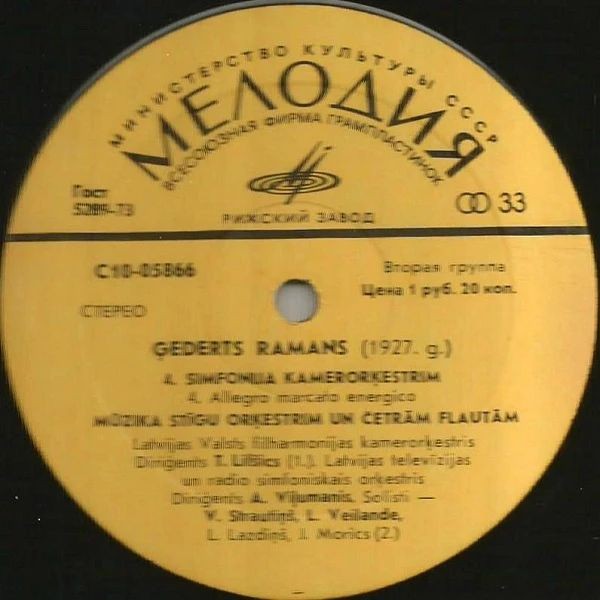 МИНИСТЕРСТВО КУЛЬТУРЫ СССР
МЕЛОДИЯ
ВСЕСОЮЗНАЯ ФИРМА ГРАМПЛАСТИНОК
Гост
5289-73
РИЖСКИЙ ЗАВОД
33
С10-05866
Вторая группа
Цена 1 руб. 20 коп.
СТЕРЕО
ĢEDERTS RAMANS (1927. g.)
4. SIMFONIJA KAMERORĶESTRIM
4. Allegro marcato energico
MŪZIKA STĪGU ORĶESTRIM UN ČETRĀM FLAUTĀM
Latvijas Valsts filharmonijas kamerorķestris
Diriģents T. Lifšics (1.). Latvijas televīzijas
un radio simfoniskais orķestris
Diriģents A. Viļumanis. Solisti —
V. Strautiņš, L. Veilande,
L. Lazdiņš, J. Morics (2.)